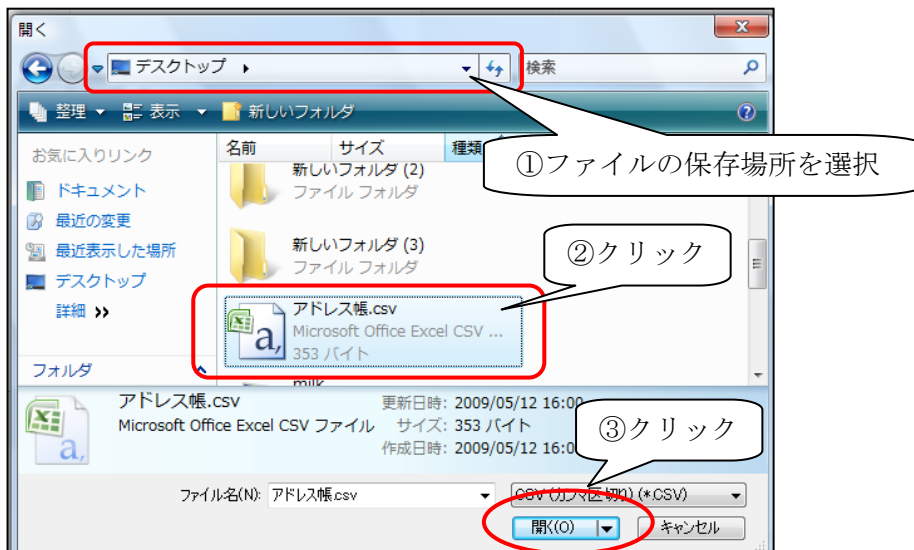 開く
デスクトップ
検索
整理 表示 新しいフォルダ
お気に入りリンク
ドキュメント
最近の変更
最近表示した場所
デスクトップ
詳細 >>
フォルダ
名前 サイズ 種類
新しいフォルダ (2)
ファイル フォルダ
新しいフォルダ (3)
ファイル フォルダ
アドレス帳.csv
Microsoft Office Excel CSV ...
353 バイト
milk
①ファイルの保存場所を選択
②クリック
アドレス帳.csv
Microsoft Office Excel CSV ファイル
更新日時: 2009/05/12 16:00
サイズ: 353 バイト
作成日時: 2009/05/12 16:0
③クリック
ファイル名(N): アドレス帳.csv
CSV (カンマ区切り) (*.CSV)
開く(O) キャンセル